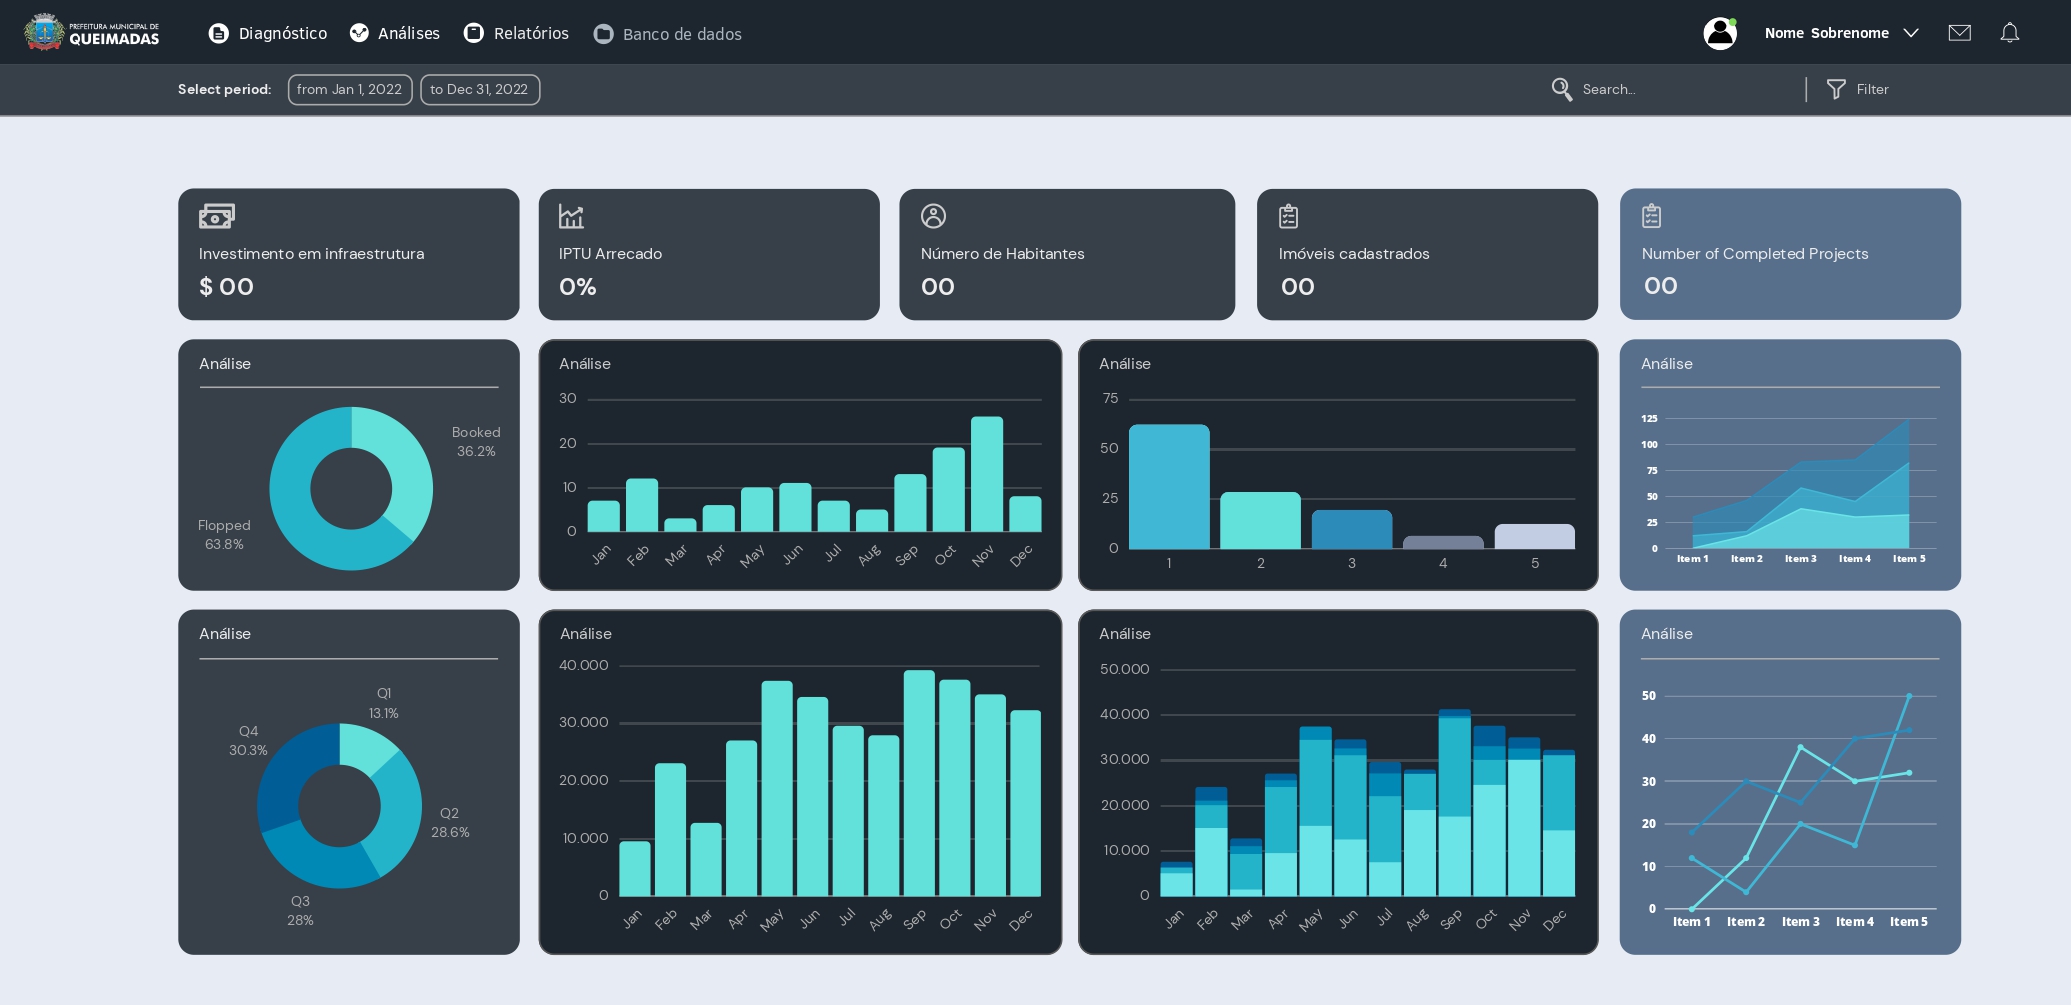 PREFEITURA MUNICIPAL DE
QUEIMADAS
Diagnóstico
Análises
Relatórios
Banco de dados
Nome Sobrenome
Select period:
from Jan 1, 2022
to Dec 31, 2022
Search...
Filter
Investimento em infraestrutura
$ 00
IPTU Arrecado
0%
Número de Habitantes
00
Imóveis cadastrados
00
Number of Completed Projects
00
Análise
Booked
36.2%
Flopped
63.8%
Análise
30
20
10
0
Jan Feb Mar Apr May Jun Jul Aug Sep Oct Nov Dec
Análise
75
50
25
0
1 2 3 4 5
Análise
125
100
75
50
25
0
Item 1 Item 2 Item 3 Item 4 Item 5
Análise
Q1
13.1%
Q4
30.3%
Q2
28.6%
Q3
28%
Análise
40.000
30.000
20.000
10.000
0
Jan Feb Mar Apr May Jun Jul Aug Sep Oct Nov Dec
Análise
50.000
40.000
30.000
20.000
10.000
0
Jan Feb Mar Apr May Jun Jul Aug Sep Oct Nov Dec
Análise
50
40
30
20
10
0
Item 1 Item 2 Item 3 Item 4 Item 5